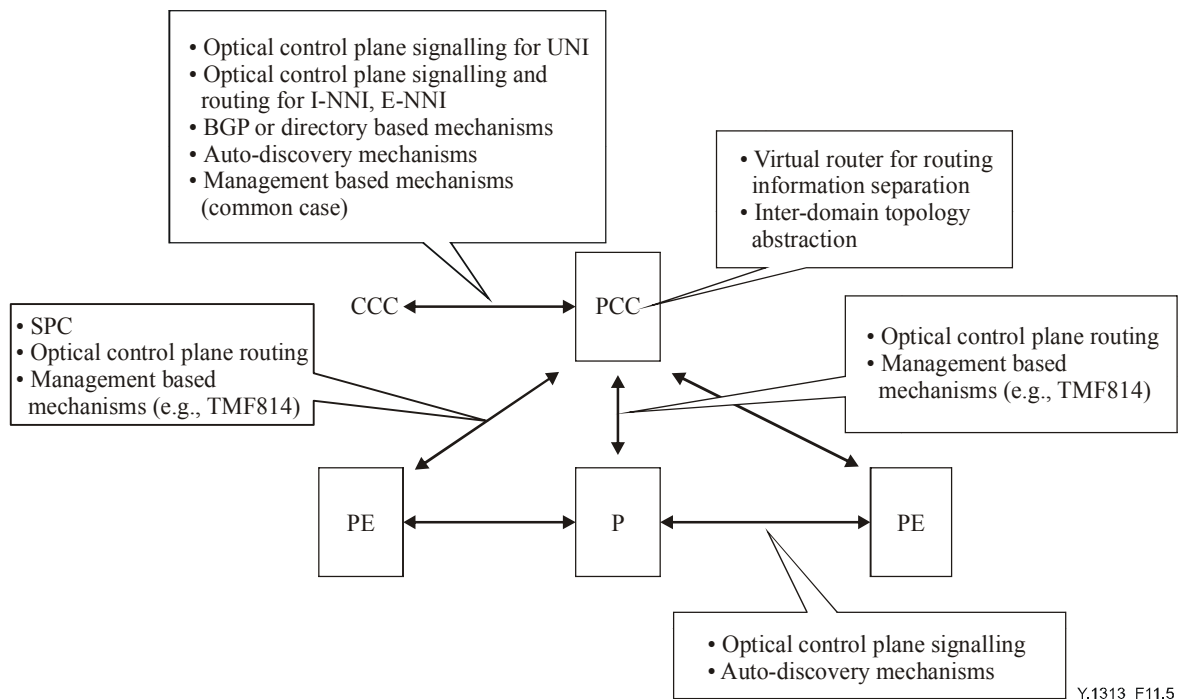 • Optical control plane signalling for UNI
• Optical control plane signalling and
routing for I-NNI, E-NNI
• BGP or directory based mechanisms
• Auto-discovery mechanisms
• Management based mechanisms
(common case)
• Virtual router for routing
information separation
• Inter-domain topology
abstraction
CCC
PCC
• SPC
• Optical control plane routing
• Management based
mechanisms (e.g., TMF814)
• Optical control plane routing
• Management based
mechanisms (e.g., TMF814)
PE
P
PE
• Optical control plane signalling
• Auto-discovery mechanisms
Y.1313_F11.5